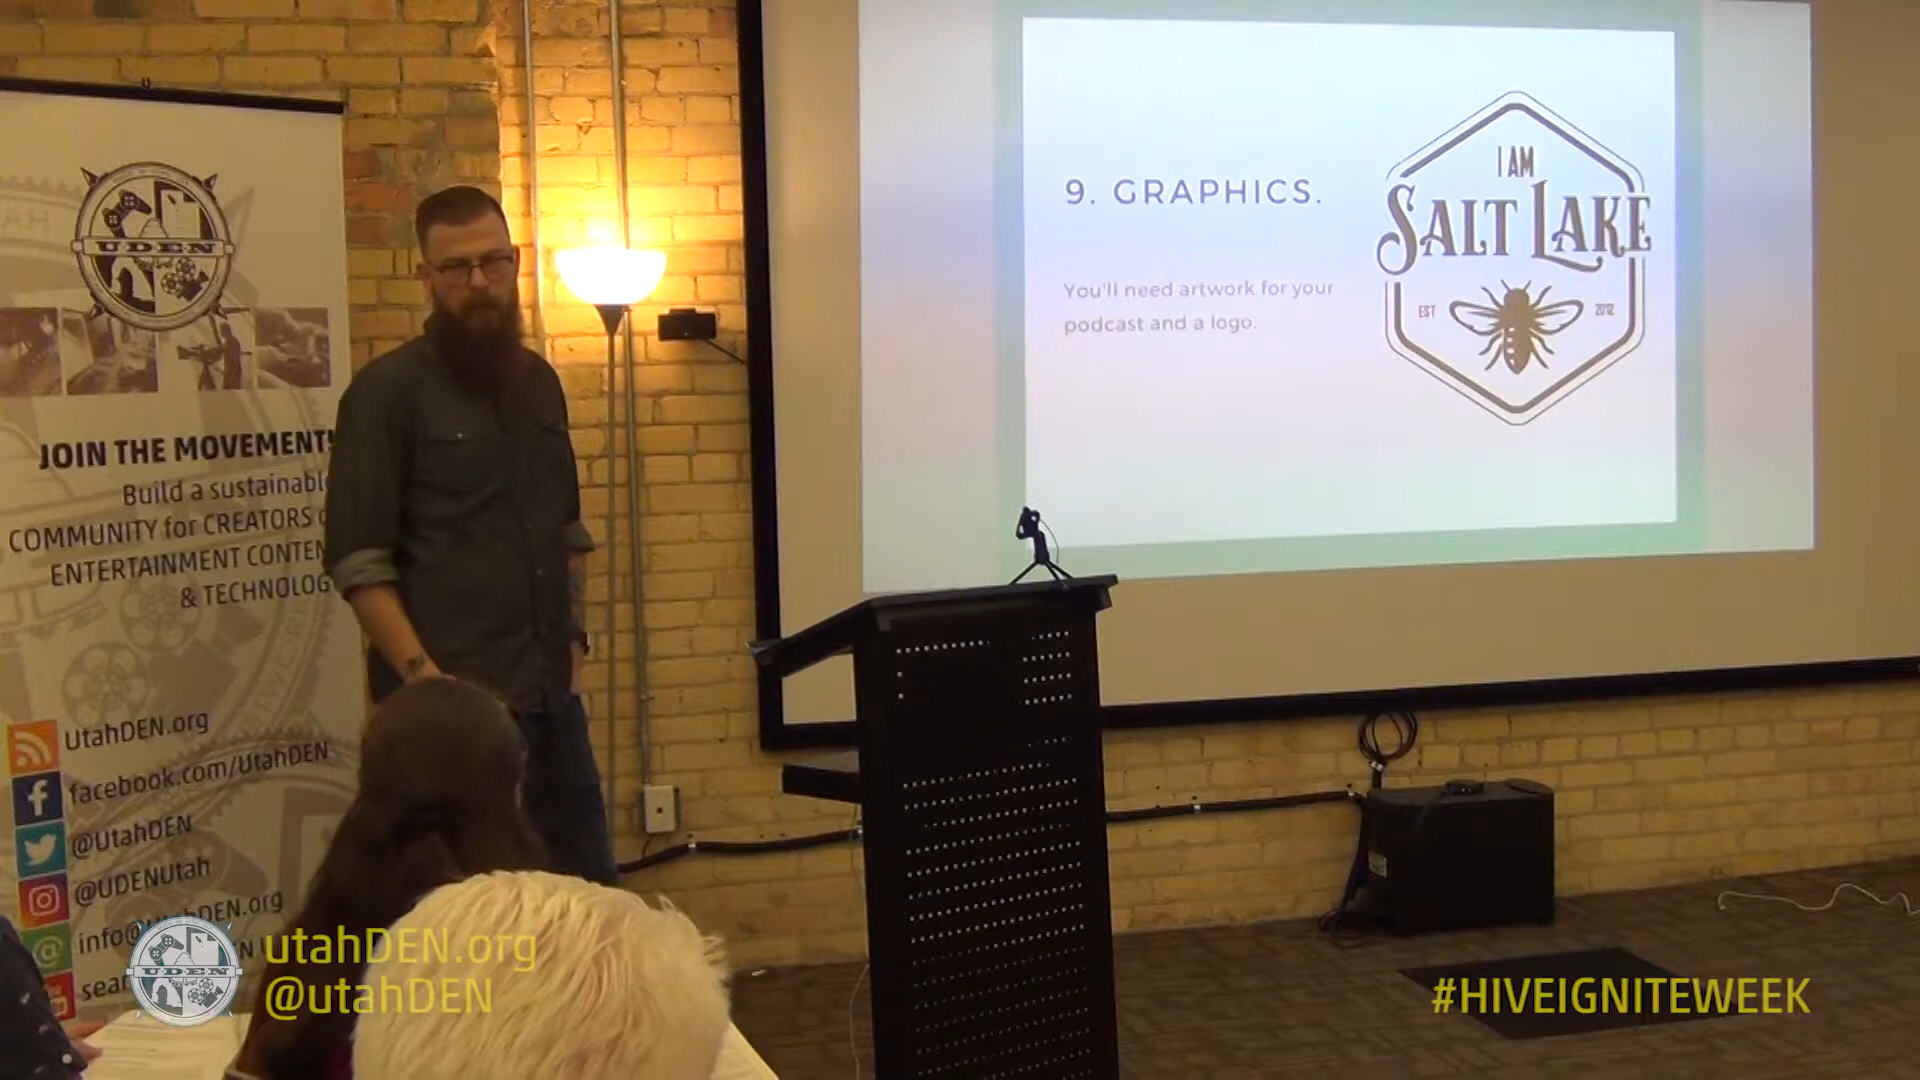 UDEN
JOIN THE MOVEMENT!
Build a sustainabl
COMMUNITY for CREATORS
ENTERTAINMENT CONTEN
& TECHNOLOG
UtahDEN.org
facebook.com/UtahDEN
@UtahDEN
@UDENUtah
9. GRAPHICS.
You'll need artwork for your
podcast and a logo.
I AM
SALT LAKE
EST 2012
UDEN
utahDEN.org
@utahDEN
#HIVEIGNITEWEEK